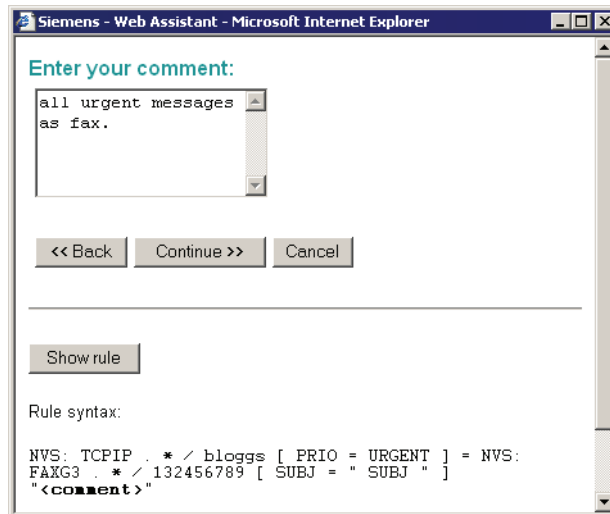 Siemens - Web Assistant - Microsoft Internet Explorer
Enter your comment:
all urgent messages
as fax.
<< Back Continue >> Cancel
Show rule
Rule syntax:
NVS: TCPIP . * / bloggs [ PRIO = URGENT ] = NVS:
FAXG3 . * / 132456789 [ SUBJ = " SUBJ " ]
"<comment>"